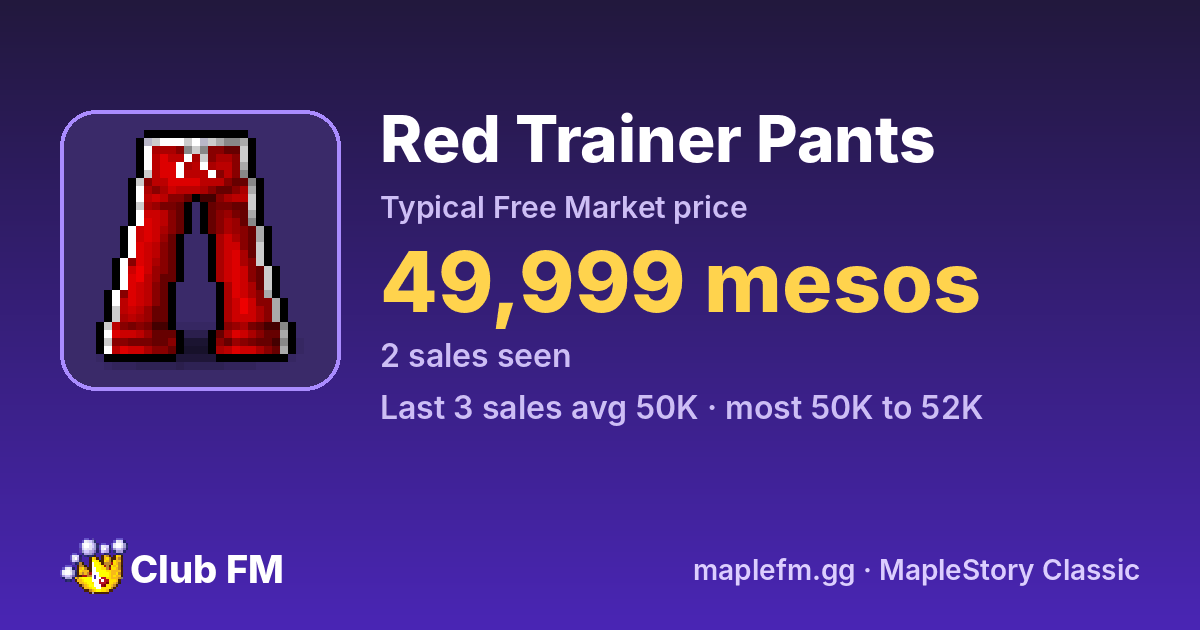 Red Trainer Pants
Typical Free Market price
49,999 mesos
2 sales seen
Last 3 sales avg 50K · most 50K to 52K
Club FM
maplefm.gg · MapleStory Classic